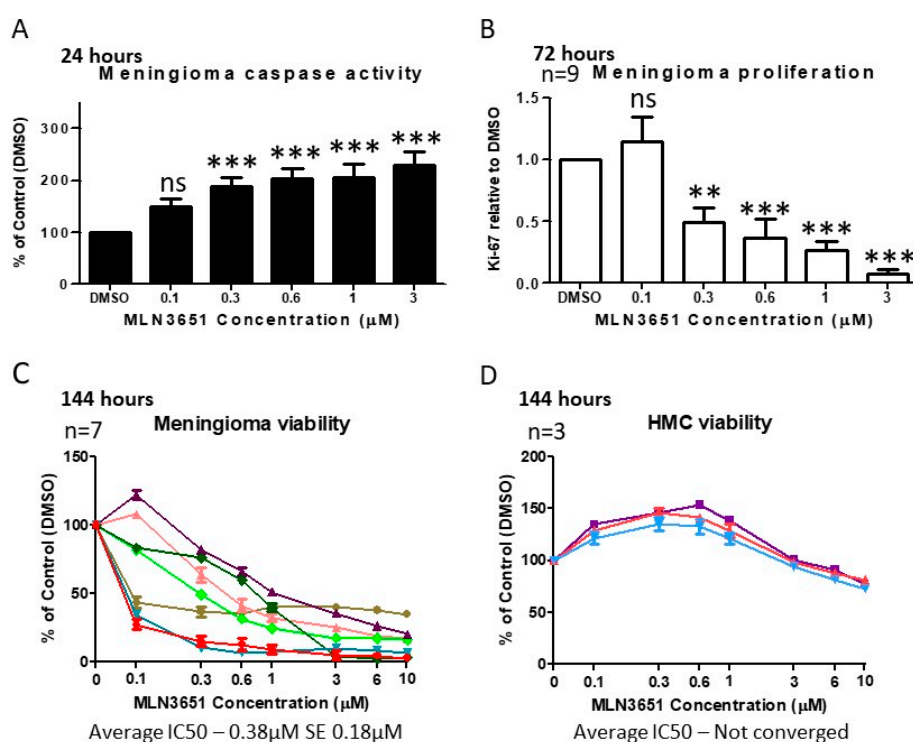 A
24 hours
Meningioma caspase activity
% of Control (DMSO)
300
200
100
0
ns
***
***
***
***
DMSO
0.1
0.3
0.6
1
3
MLN3651 Concentration (μM)
B
72 hours
n=9
Meningioma proliferation
Ki-67 relative to DMSO
1.5
1.0
0.5
0.0
ns
**
***
***
***
DMSO
0.1
0.3
0.6
1
3
MLN3651 Concentration (μM)
C
144 hours
n=7
Meningioma viability
% of Control (DMSO)
150
100
50
0
0
0.1
0.3
0.6
1
3
6
10
MLN3651 Concentration (μM)
Average IC50 – 0.38μM SE 0.18μM
D
144 hours
n=3
HMC viability
% of Control (DMSO)
200
150
100
50
0
0
0.1
0.3
0.6
1
3
6
10
MLN3651 Concentration (μM)
Average IC50 – Not converged